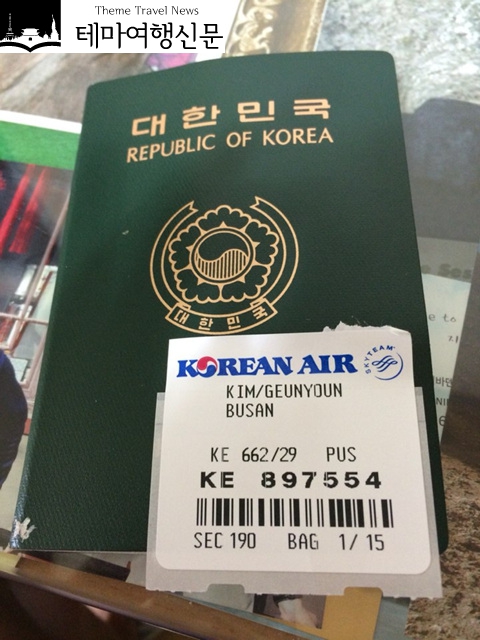 Theme Travel News
테마여행신문
대한민국
REPUBLIC OF KOREA
대한민국
KOREAN AIR
SKYTEAM
KIM/GEUNYOUN
BUSAN
KE 662/29 PUS
KE 897554
SEC 190 BAG 1/ 15